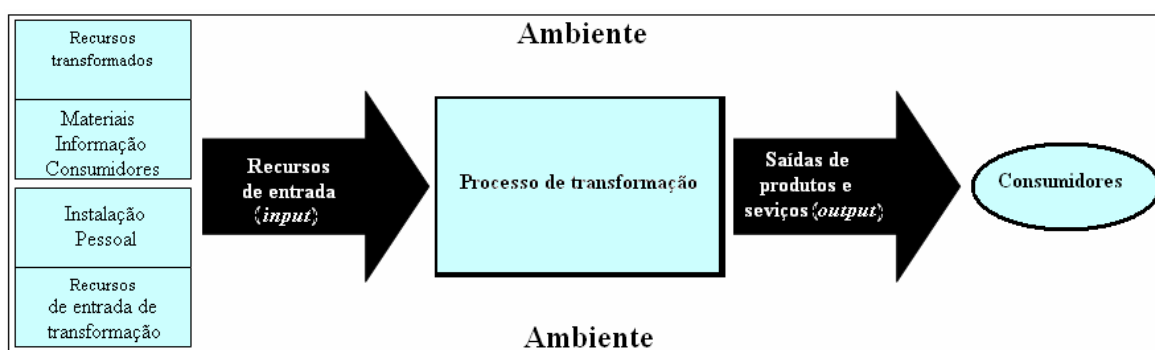 Ambiente
Recursos
transformados
Materiais
Informação
Consumidores
Instalação
Pessoal
Recursos
de entrada de
transformação
Recursos
de entrada
(input)
Processo de transformação
Saídas de
produtos e
seviços (output)
Consumidores
Ambiente